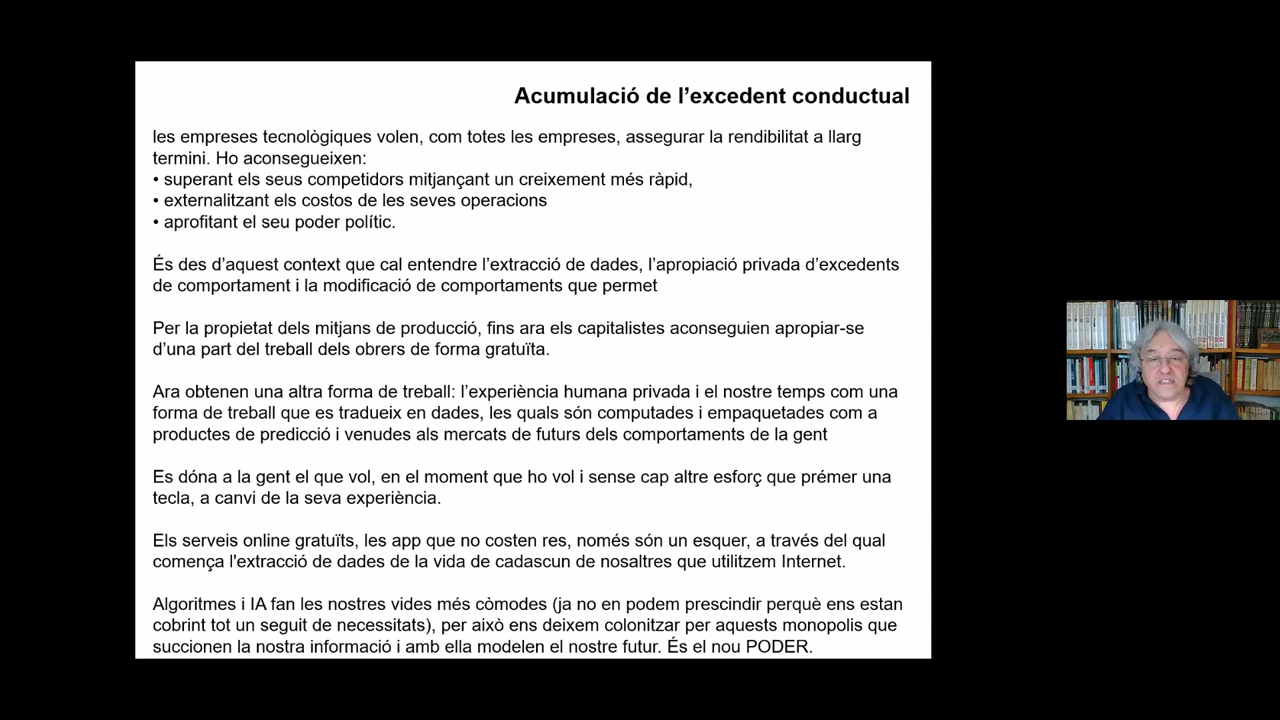 Acumulació de l’excedent conductual
les empreses tecnològiques volen, com totes les empreses, assegurar la rendibilitat a llarg
termini. Ho aconsegueixen:
• superant els seus competidors mitjançant un creixement més ràpid,
• externalitzant els costos de les seves operacions
• aprofitant el seu poder polític.
És des d’aquest context que cal entendre l’extracció de dades, l’apropiació privada d’excedents
de comportament i la modificació de comportaments que permet
Per la propietat dels mitjans de producció, fins ara els capitalistes aconseguien apropiar-se
d’una part del treball dels obrers de forma gratuïta.
Ara obtenen una altra forma de treball: l’experiència humana privada i el nostre temps com una
forma de treball que es tradueix en dades, les quals són computades i empaquetades com a
productes de predicció i venudes als mercats de futurs dels comportaments de la gent
Es dóna a la gent el que vol, en el moment que ho vol i sense cap altre esforç que prémer una
tecla, a canvi de la seva experiència.
Els serveis online gratuïts, les app que no costen res, només són un esquer, a través del qual
comença l'extracció de dades de la vida de cadascun de nosaltres que utilitzem Internet.
Algoritmes i IA fan les nostres vides més còmodes (ja no en podem prescindir perquè ens estan
cobrint tot un seguit de necessitats), per això ens deixem colonitzar per aquests monopolis que
succionen la nostra informació i amb ella modelen el nostre futur. És el nou PODER.